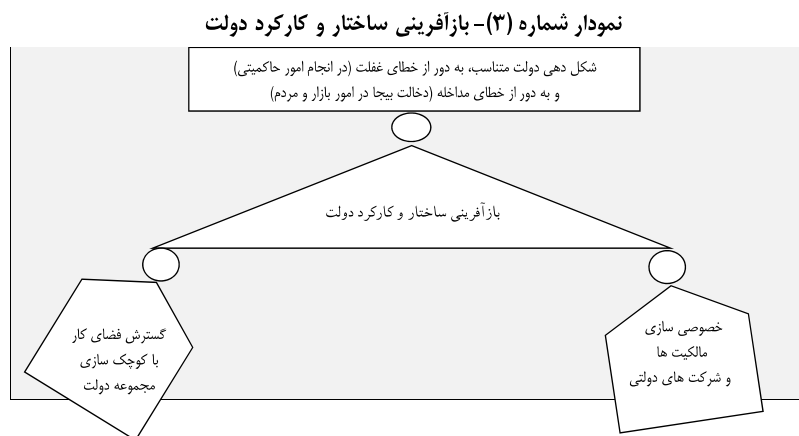 نمودار شماره (۳)- بازآفرینی ساختار و کارکرد دولت
شکل دهی دولت متناسب، به دور از خطای غفلت (در انجام امور حاکمیتی)
و به دور از خطای مداخله (دخالت بیجا در امور بازار و مردم)
بازآفرینی ساختار و کارکرد دولت
خصوصی سازی
مالکیت ها
و شرکت های دولتی
گسترش فضای کار
با کوچک سازی
مجموعه دولت